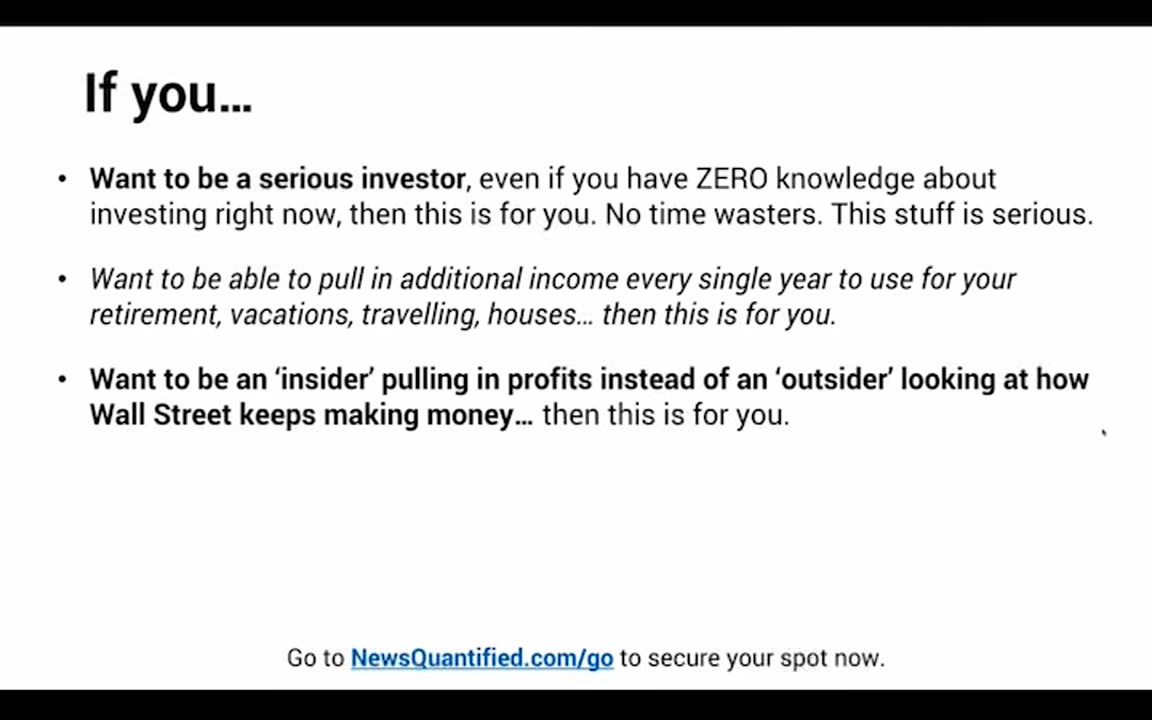 If you...
• Want to be a serious investor, even if you have ZERO knowledge about
investing right now, then this is for you. No time wasters. This stuff is serious.
• Want to be able to pull in additional income every single year to use for your
retirement, vacations, travelling, houses... then this is for you.
• Want to be an ‘insider’ pulling in profits instead of an ‘outsider’ looking at how
Wall Street keeps making money... then this is for you.
Go to NewsQuantified.com/go to secure your spot now.